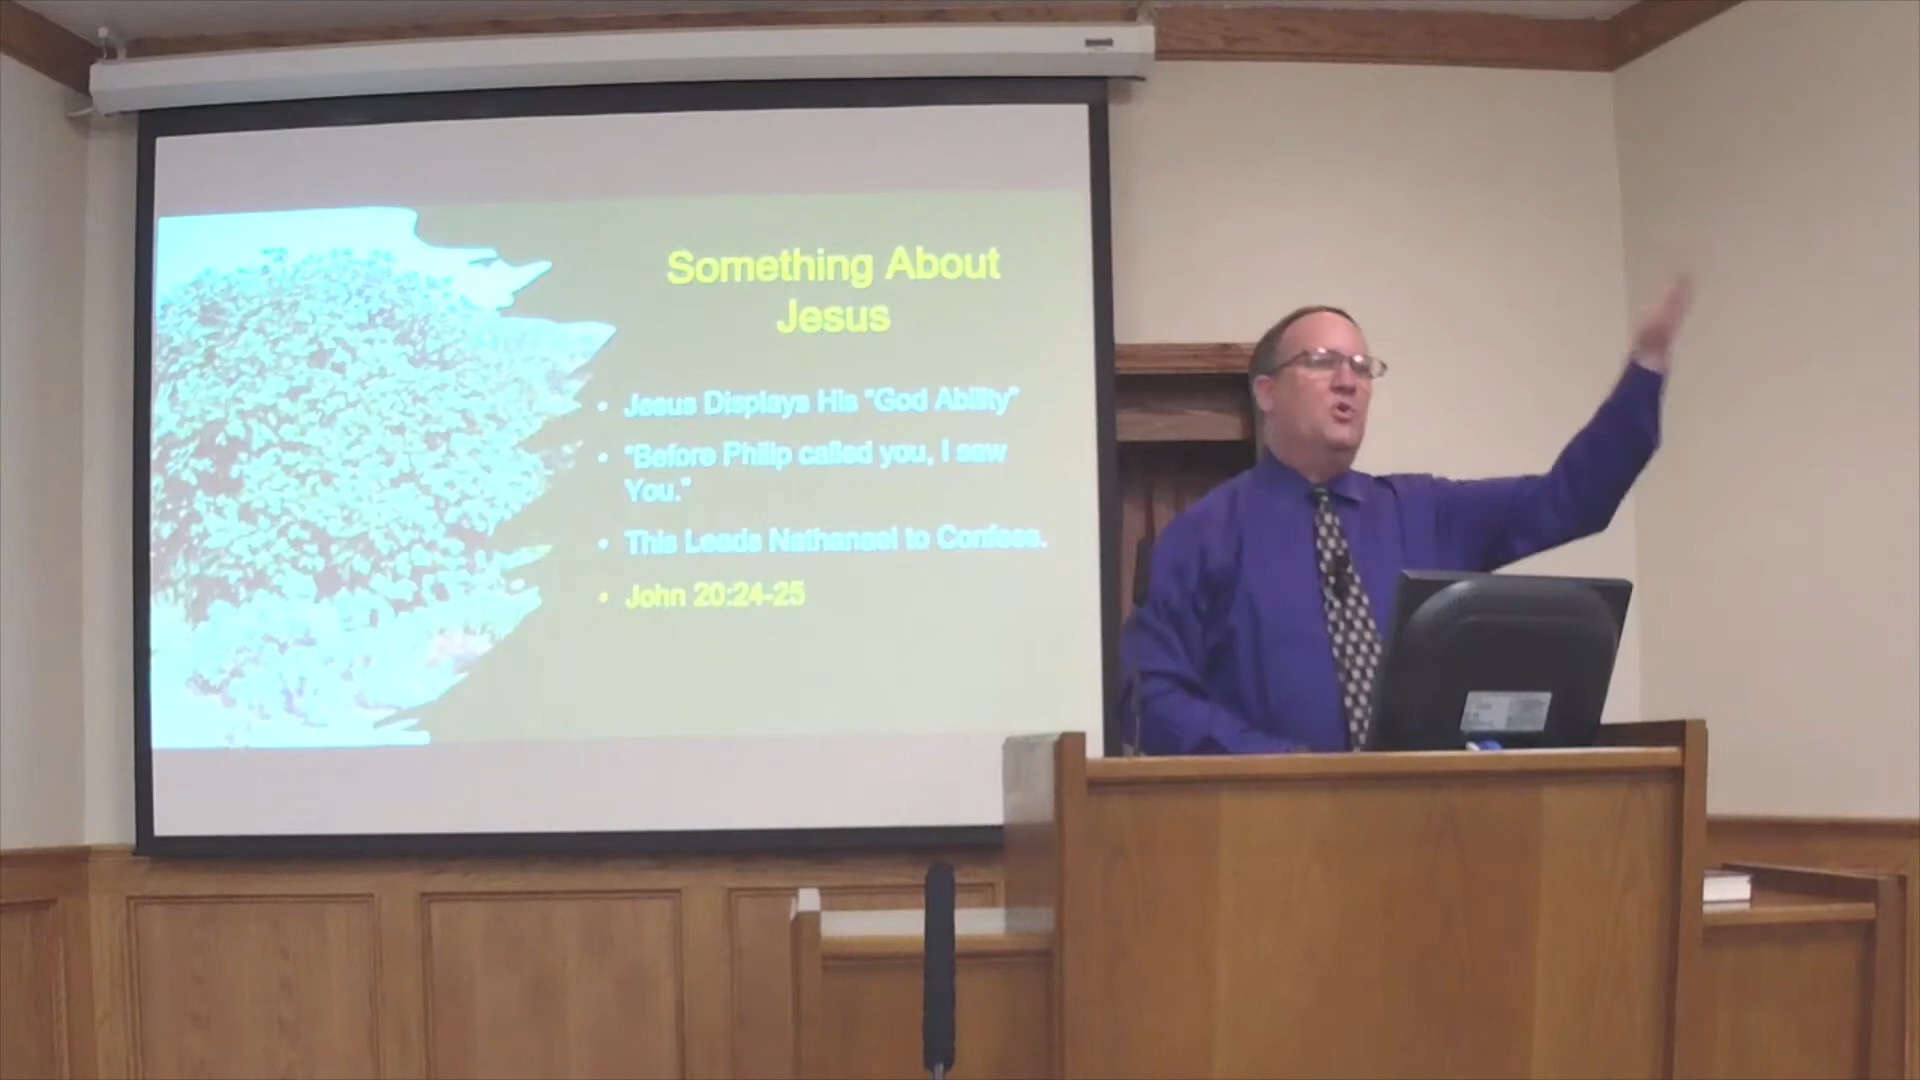 Something About
Jesus
• Jesus Displays His "God Ability"
• "Before Philip called you, I saw
You."
• This Leads Nathanael to Confess.
• John 20:24-25